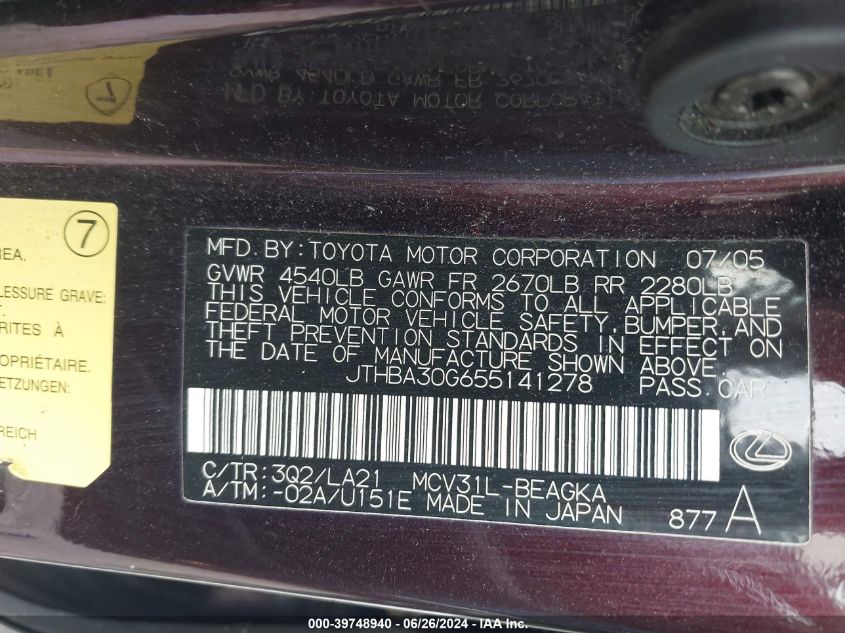 7
REA.
LESSURE GRAVE:
RITES À
OPRIÉTAIRE.
ETZUNGEN:
REICH
MFD. BY: TOYOTA MOTOR CORPORATION 07/05
GVWR 4540LB GAWR FR 2670LB RR 2280LB
THIS VEHICLE CONFORMS TO ALL APPLICABLE
FEDERAL MOTOR VEHICLE SAFETY, BUMPER, AND
THEFT PREVENTION STANDARDS IN EFFECT ON
THE DATE OF MANUFACTURE SHOWN ABOVE.
JTHBA30G655141278 PASS. CAR
C/TR: 3Q2/LA21 MCV31L-BEAGKA
A/TM: -02A/U151E MADE IN JAPAN 877 A
000-39748940 - 06/26/2024 - IAAI, Inc.